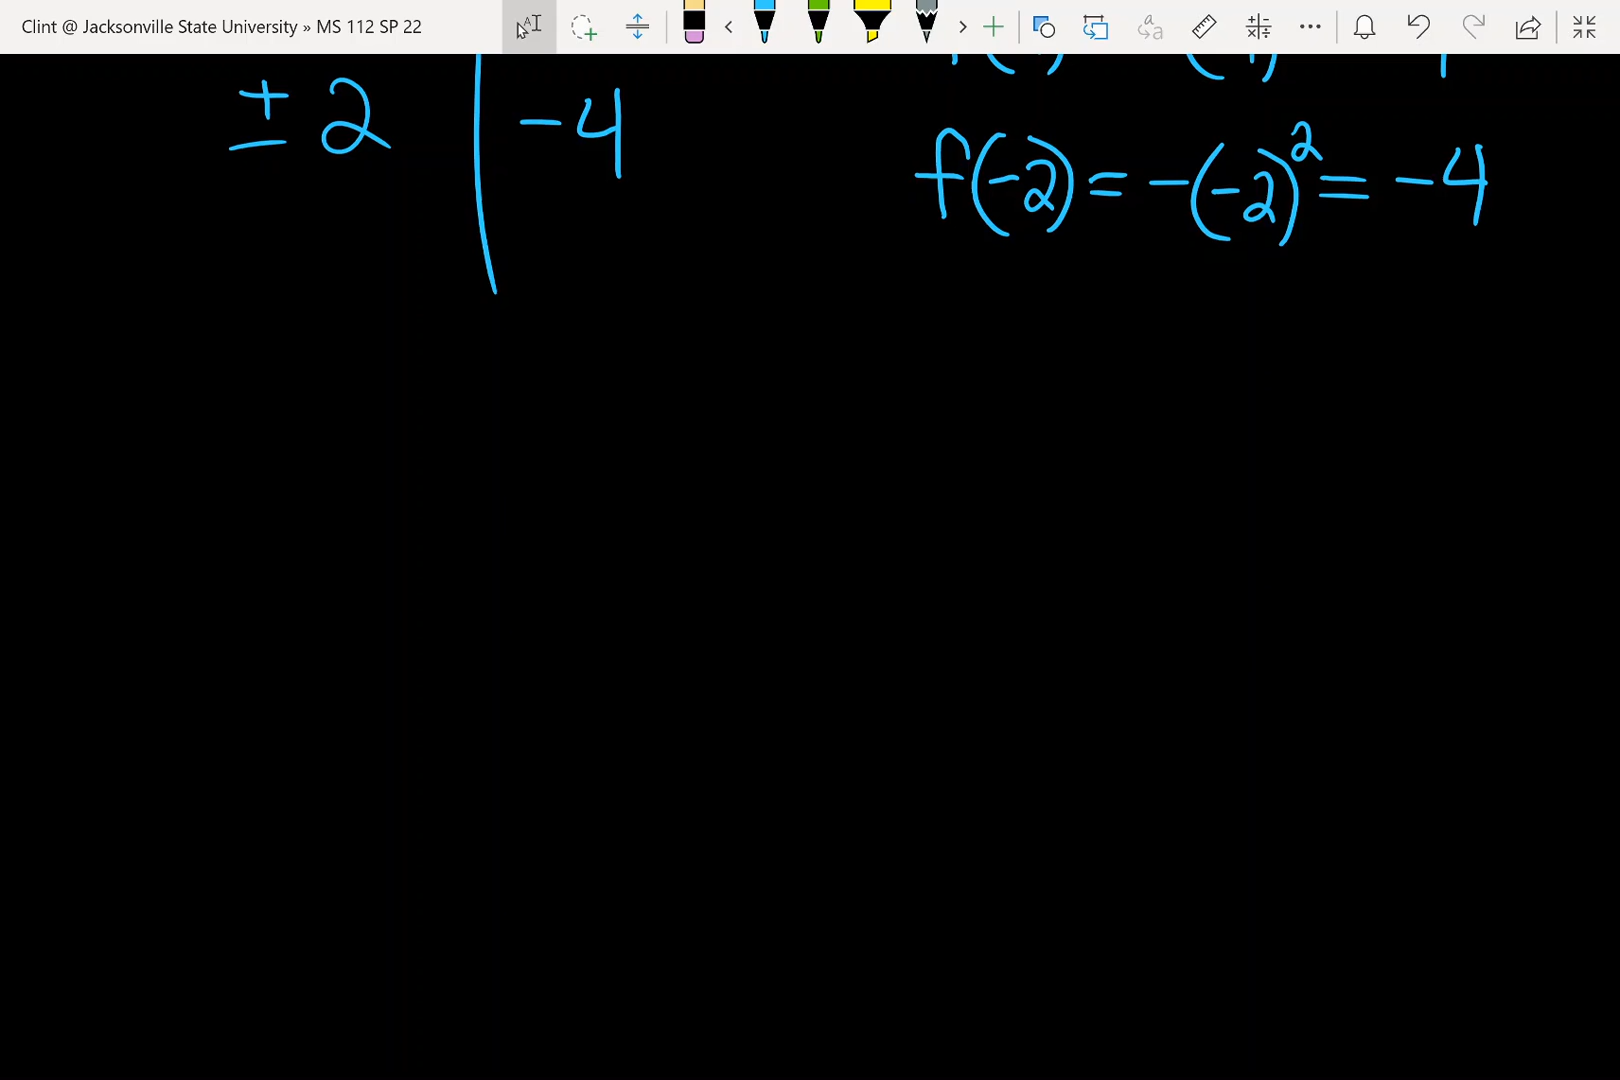 Clint @ Jacksonville State University » MS 112 SP 22
± 2 | -4
f(-2) = -(-2)² = -4